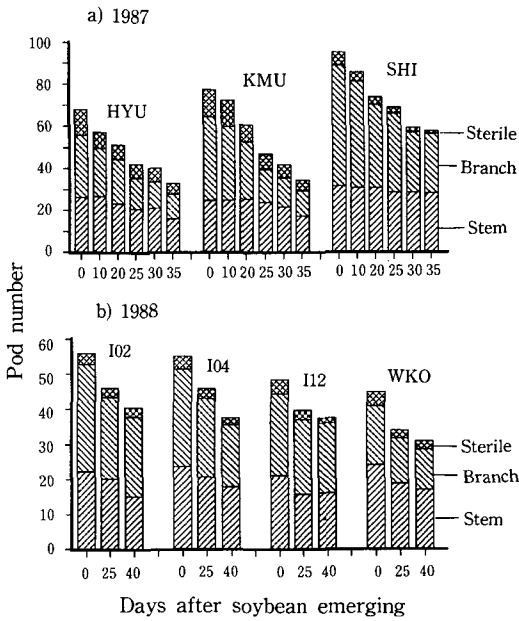 a) 1987
100
80
60
40
20
0
HYU
KMU
SHI
Sterile
Branch
Stem
0 10 20 25 30 35
0 10 20 25 30 35
0 10 20 25 30 35
Pod number
b) 1988
60
50
40
30
20
10
0
I02
I04
I12
WKO
Sterile
Branch
Stem
0 25 40
0 25 40
0 25 40
0 25 40
Days after soybean emerging